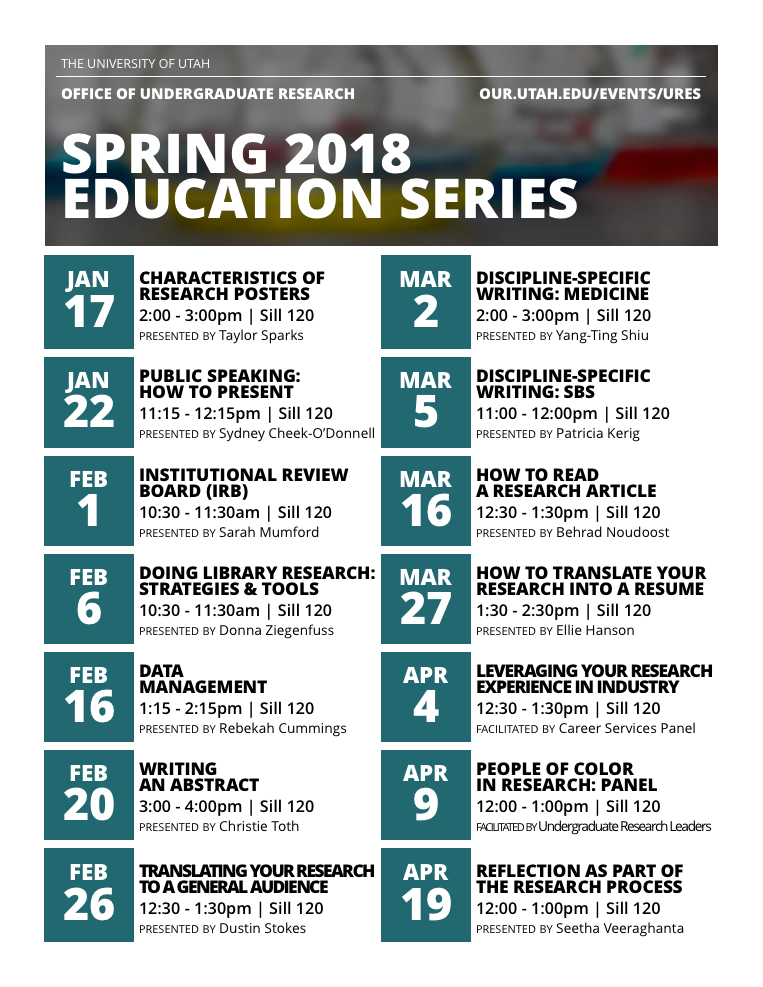 THE UNIVERSITY OF UTAH
OFFICE OF UNDERGRADUATE RESEARCH
OUR.UTAH.EDU/EVENTS/URES
SPRING 2018
EDUCATION SERIES
JAN
17
CHARACTERISTICS OF
RESEARCH POSTERS
2:00 - 3:00pm | Sill 120
PRESENTED BY Taylor Sparks
JAN
22
PUBLIC SPEAKING:
HOW TO PRESENT
11:15 - 12:15pm | Sill 120
PRESENTED BY Sydney Cheek-O’Donnell
FEB
1
INSTITUTIONAL REVIEW
BOARD (IRB)
10:30 - 11:30am | Sill 120
PRESENTED BY Sarah Mumford
FEB
6
DOING LIBRARY RESEARCH:
STRATEGIES & TOOLS
10:30 - 11:30am | Sill 120
PRESENTED BY Donna Ziegenfuss
FEB
16
DATA
MANAGEMENT
1:15 - 2:15pm | Sill 120
PRESENTED BY Rebekah Cummings
FEB
20
WRITING
AN ABSTRACT
3:00 - 4:00pm | Sill 120
PRESENTED BY Christie Toth
FEB
26
TRANSLATING YOUR RESEARCH
TO A GENERAL AUDIENCE
12:30 - 1:30pm | Sill 120
PRESENTED BY Dustin Stokes
MAR
2
DISCIPLINE-SPECIFIC
WRITING: MEDICINE
2:00 - 3:00pm | Sill 120
PRESENTED BY Yang-Ting Shiu
MAR
5
DISCIPLINE-SPECIFIC
WRITING: SBS
11:00 - 12:00pm | Sill 120
PRESENTED BY Patricia Kerig
MAR
16
HOW TO READ
A RESEARCH ARTICLE
12:30 - 1:30pm | Sill 120
PRESENTED BY Behrad Noudoost
MAR
27
HOW TO TRANSLATE YOUR
RESEARCH INTO A RESUME
1:30 - 2:30pm | Sill 120
PRESENTED BY Ellie Hanson
APR
4
LEVERAGING YOUR RESEARCH
EXPERIENCE IN INDUSTRY
12:30 - 1:30pm | Sill 120
FACILITATED BY Career Services Panel
APR
9
PEOPLE OF COLOR
IN RESEARCH: PANEL
12:00 - 1:00pm | Sill 120
FACILITATED BY Undergraduate Research Leaders
APR
19
REFLECTION AS PART OF
THE RESEARCH PROCESS
12:00 - 1:00pm | Sill 120
PRESENTED BY Seetha Veeraghanta